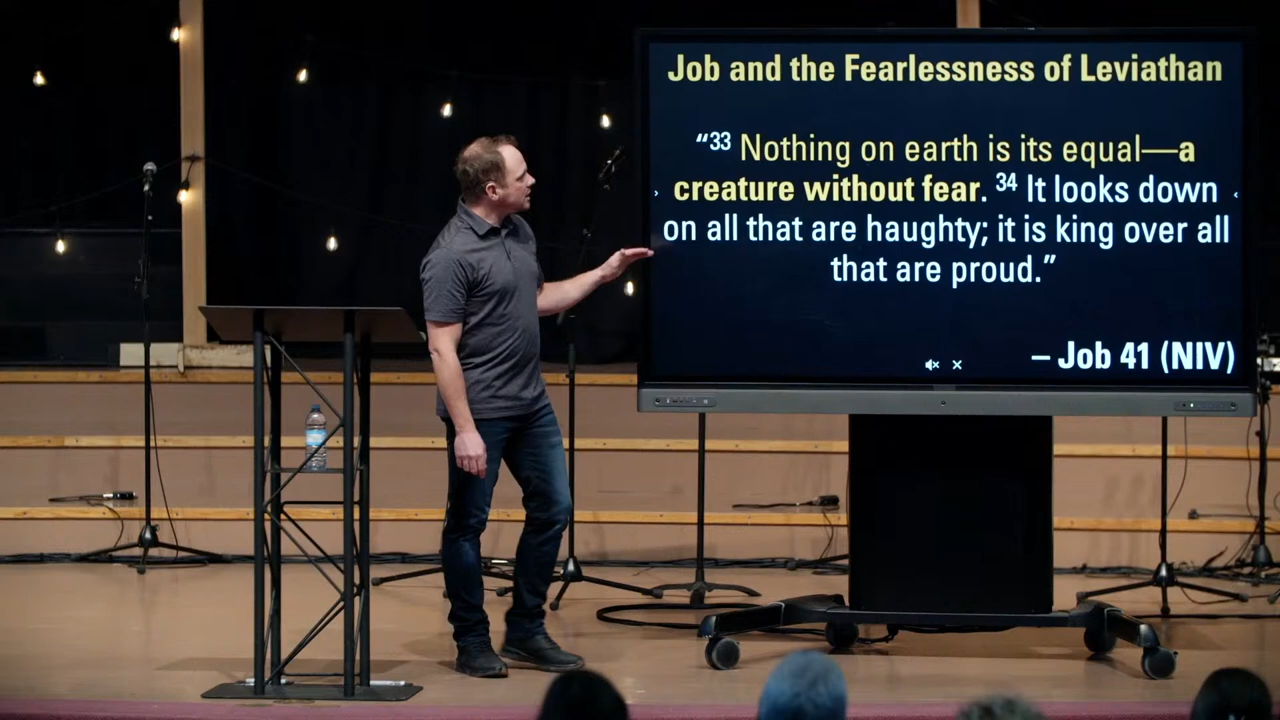 Job and the Fearlessness of Leviathan
“33 Nothing on earth is its equal—a
creature without fear. 34 It looks down
on all that are haughty; it is king over all
that are proud.”
– Job 41 (NIV)